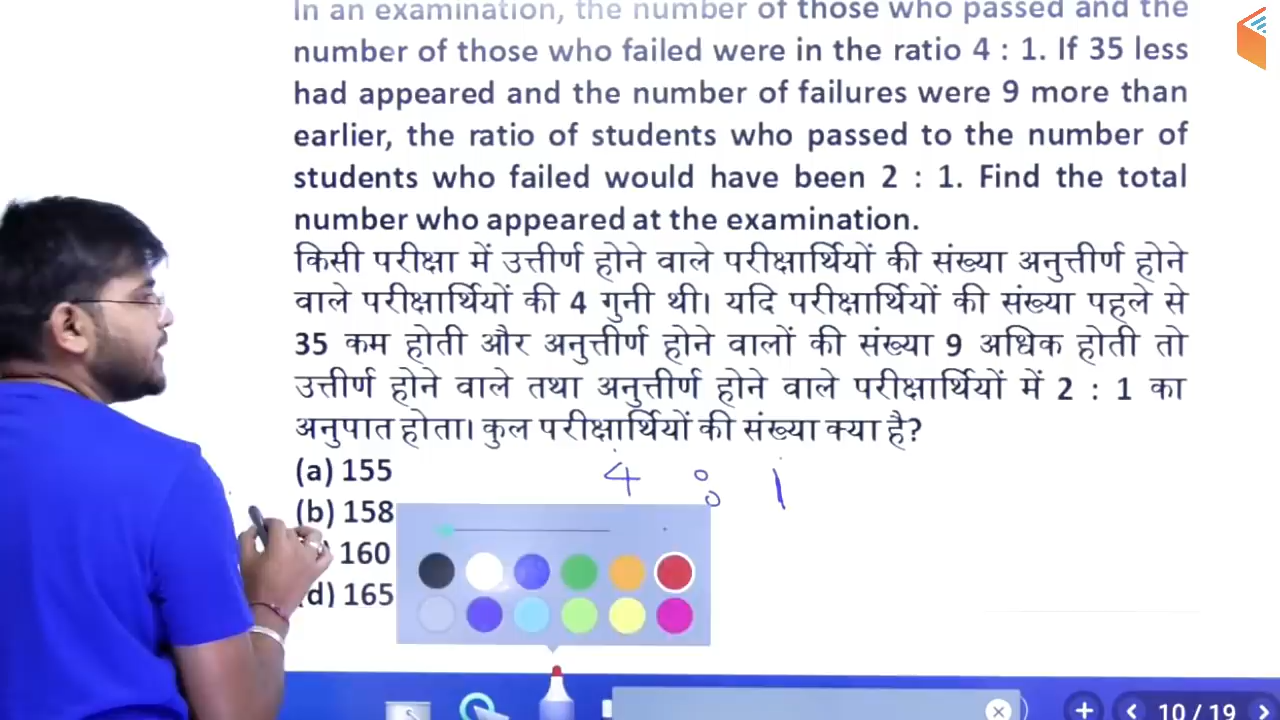 In an examination, the number of those who passed and the
number of those who failed were in the ratio 4 : 1. If 35 less
had appeared and the number of failures were 9 more than
earlier, the ratio of students who passed to the number of
students who failed would have been 2 : 1. Find the total
number who appeared at the examination.
किसी परीक्षा में उत्तीर्ण होने वाले परीक्षार्थियों की संख्या अनुत्तीर्ण होने
वाले परीक्षार्थियों की 4 गुनी थी। यदि परीक्षार्थियों की संख्या पहले से
35 कम होती और अनुत्तीर्ण होने वालों की संख्या 9 अधिक होती तो
उत्तीर्ण होने वाले तथा अनुत्तीर्ण होने वाले परीक्षार्थियों में 2 : 1 का
अनुपात होता। कुल परीक्षार्थियों की संख्या क्या है?
(a) 155
4 : 1
(b) 158
160
d) 165
10 / 19